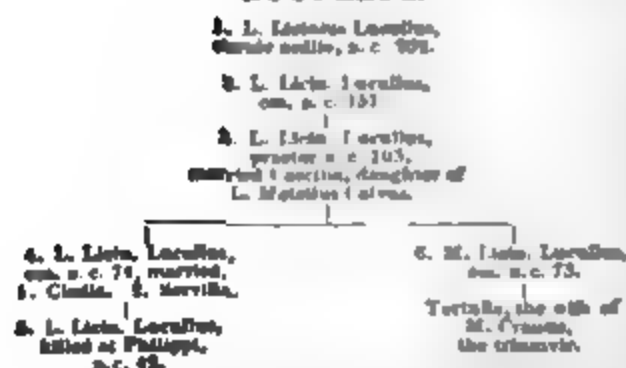 1. L. Licinius Lucullus,
curule aedile, B.C. 202.
2. L. Licin. Lucullus,
cos. B.C. 151
3. L. Licin. Lucullus,
praetor B.C. 103,
married Caecilia, daughter of
L. Metellus Calvus.
4. L. Licin. Lucullus,
cos. B.C. 74, married,
1. Clodia. 2. Servilia.
5. L. Licin. Lucullus,
killed at Philippi,
B.C. 42.
6. M. Licin. Lucullus,
cos. B.C. 73.
Tertulla, the wife of
M. Crassus,
the triumvir.